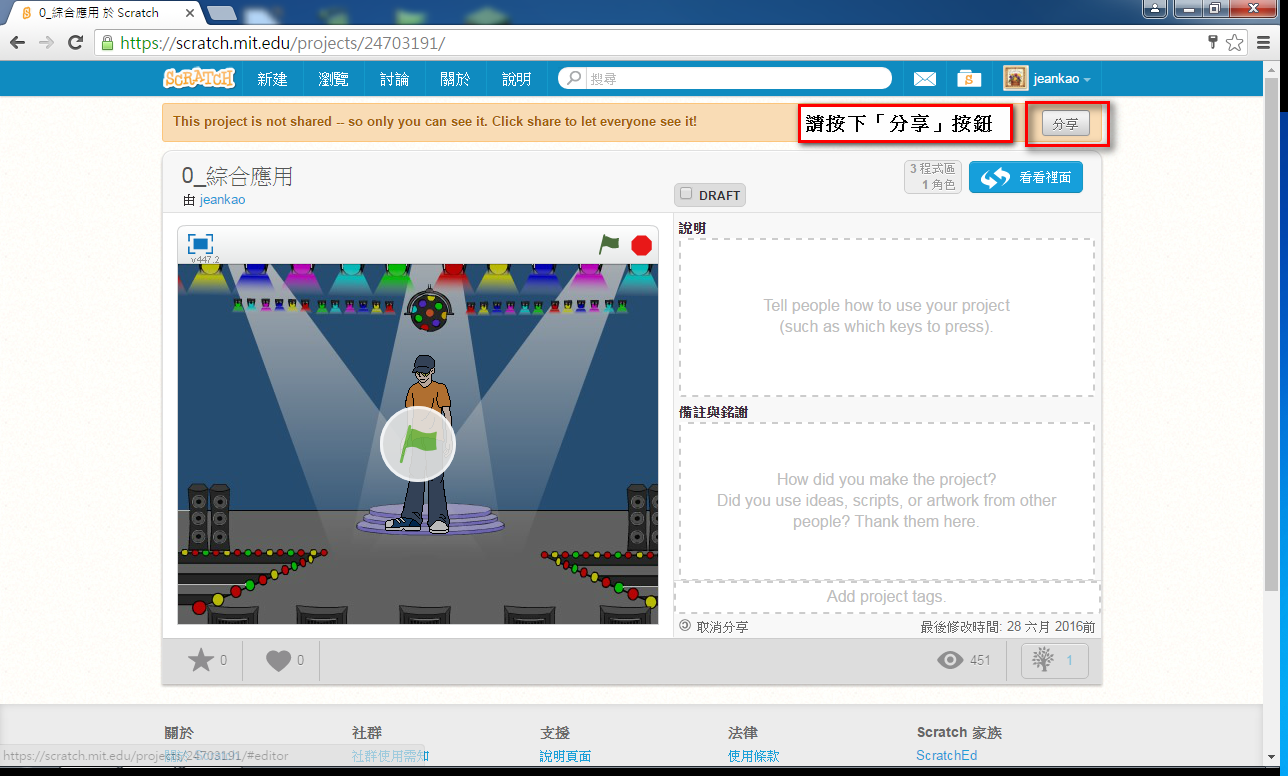 0_綜合應用 於 Scratch
https://scratch.mit.edu/projects/24703191/
SCRATCH 新建 瀏覽 討論 關於 說明 搜尋 S jeankao
This project is not shared -- so only you can see it. Click share to let everyone see it!
請按下「分享」按鈕
分享
0_綜合應用
由 jeankao
DRAFT
3 程式區
1 角色
看看裡面
v447.2
說明
Tell people how to use your project
(such as which keys to press).
備註與銘謝
How did you make the project?
Did you use ideas, scripts, or artwork from other
people? Thank them here.
Add project tags.
取消分享
最後修改時間: 28 六月 2016前
0 0 451 1
關於 社群 支援 法律 Scratch 家族
社群使用需知 說明頁面 使用條款 ScratchEd
https://scratch.mit.edu/projects/24703191/#editor